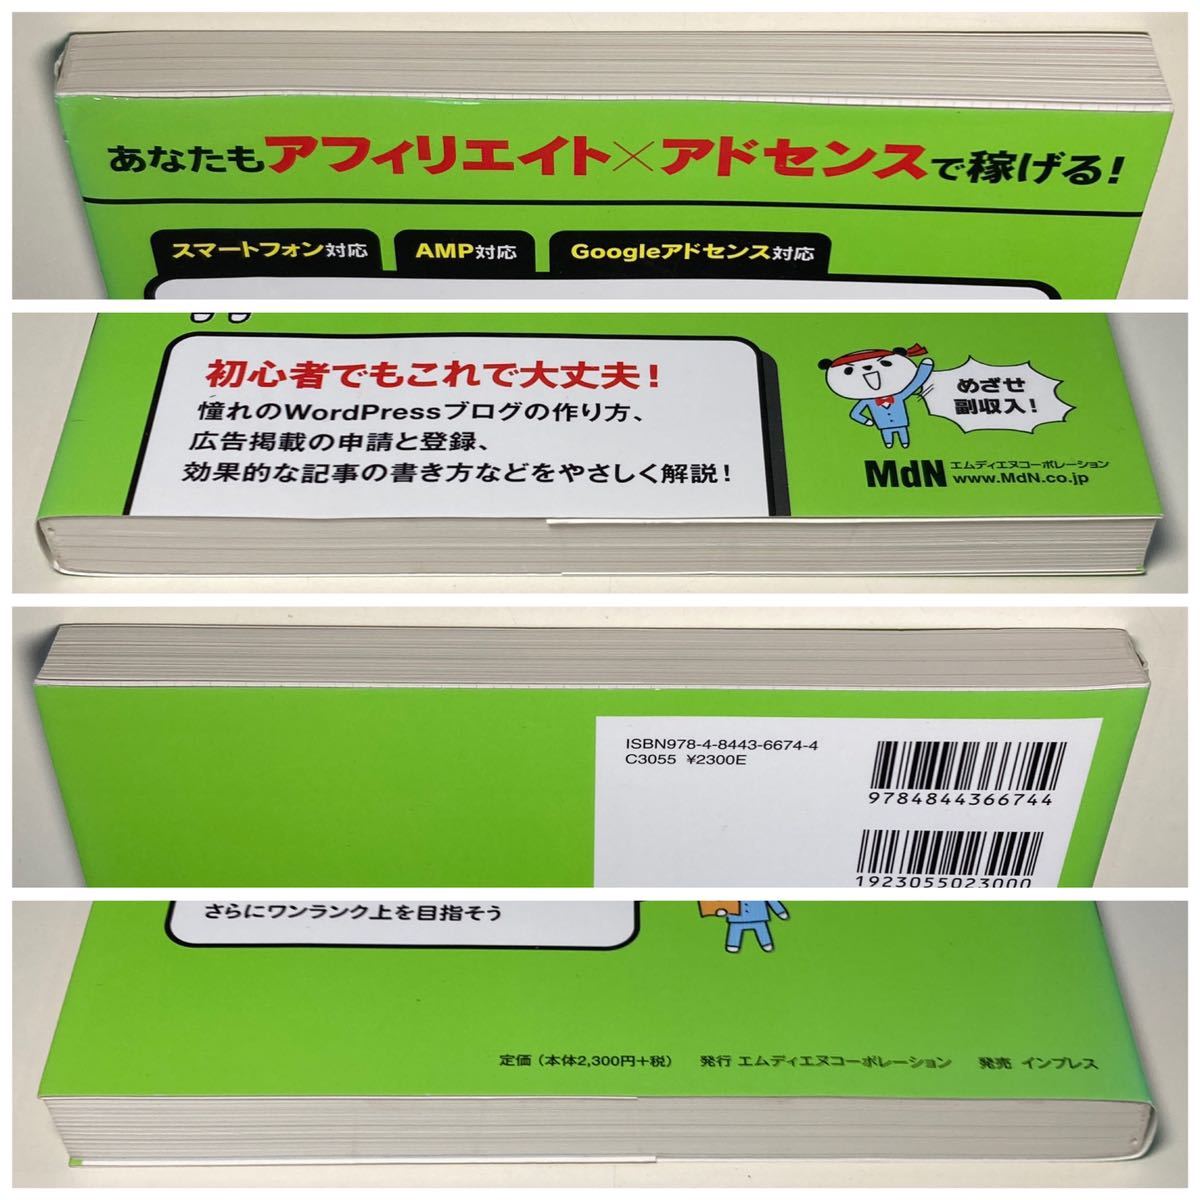 あなたもアフィリエイト×アドセンスで稼げる!
スマートフォン対応
AMP対応
Googleアドセンス対応
初心者でもこれで大丈夫!
憧れのWordPressブログの作り方、
広告掲載の申請と登録、
効果的な記事の書き方などをやさしく解説!
めざせ
副収入!
MdN エムディエヌコーポレーション
www.MdN.co.jp
ISBN978-4-8443-6674-4
C3055 ¥2300E
9784844366744
1923055023000
さらにワンランク上を目指そう
定価(本体2,300円+税) 発行 エムディエヌコーポレーション 発売 インプレス